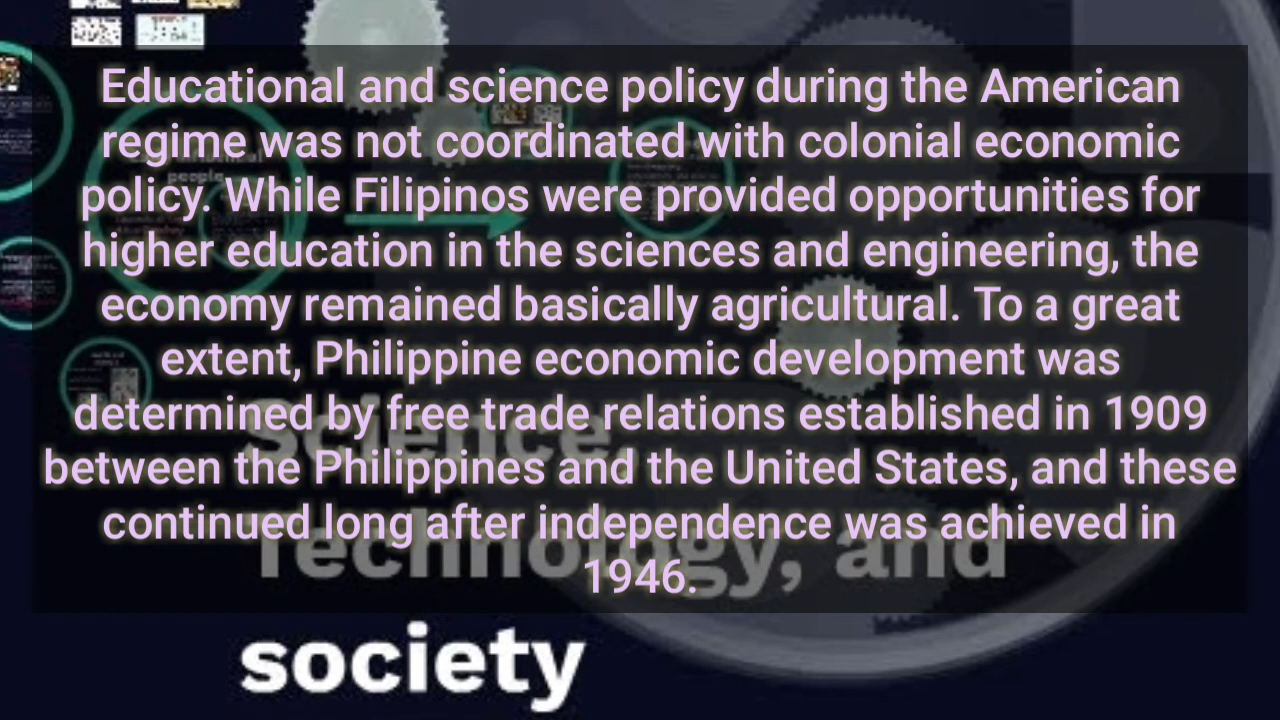 Educational and science policy during the American
regime was not coordinated with colonial economic
policy. While Filipinos were provided opportunities for
higher education in the sciences and engineering, the
economy remained basically agricultural. To a great
extent, Philippine economic development was
determined by free trade relations established in 1909
between the Philippines and the United States, and these
continued long after independence was achieved in
1946.
Science,
Technology, and
society